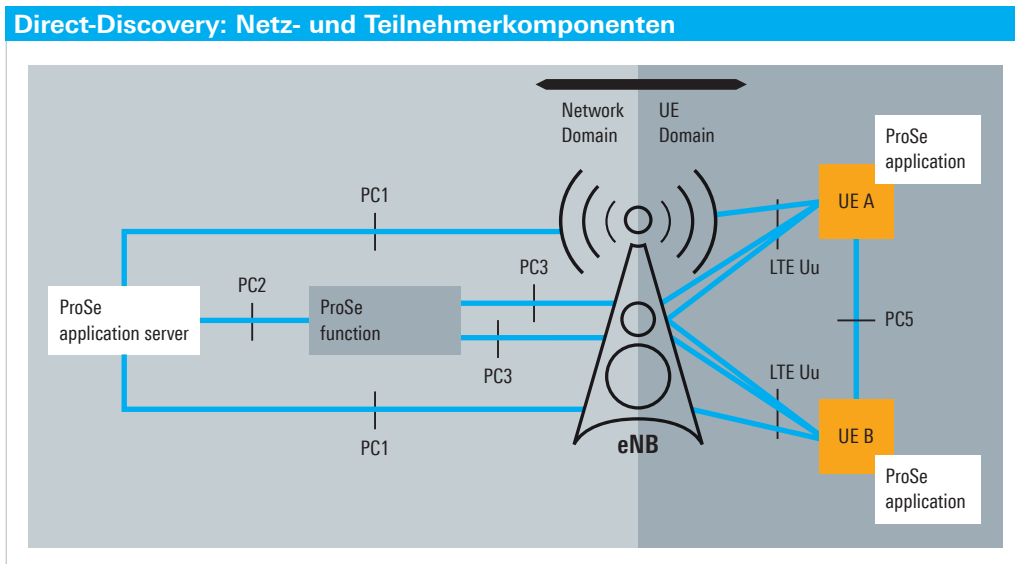 Direct-Discovery: Netz- und Teilnehmerkomponenten
Network
Domain
UE
Domain
ProSe
application
UE A
PC1
LTE Uu
PC3
PC2
ProSe
application server
ProSe
function
PC5
PC3
LTE Uu
PC1
eNB
UE B
ProSe
application